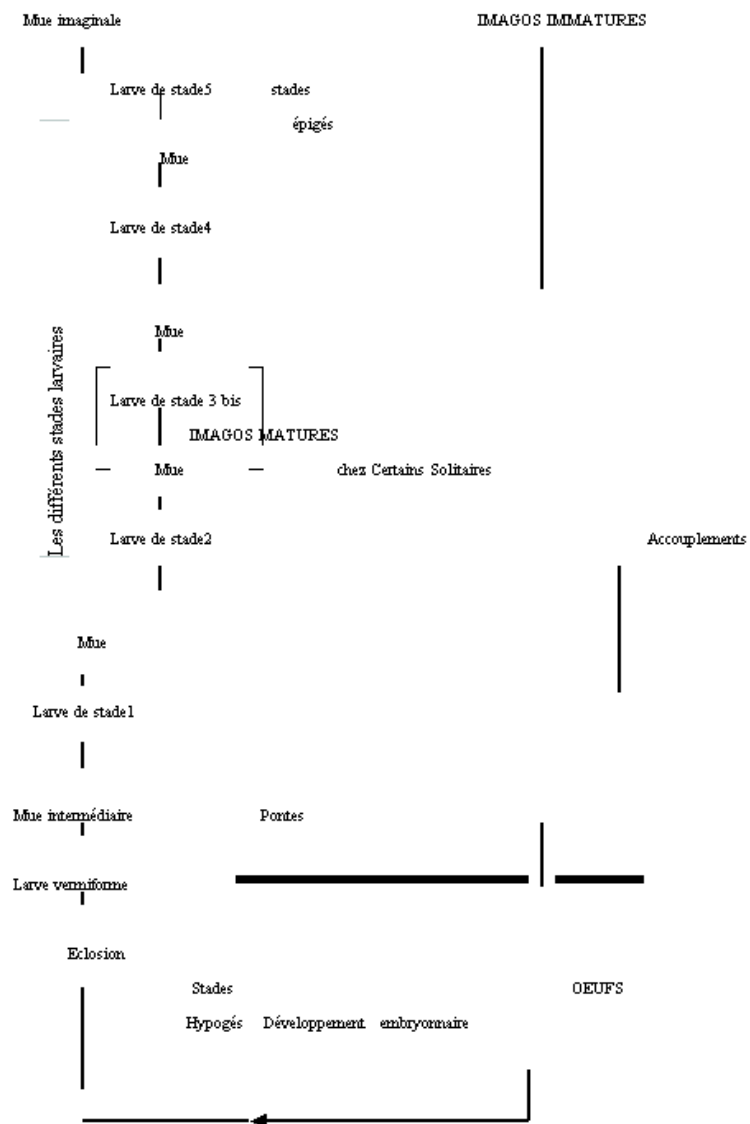 Mue imaginale IMAGOS IMMATURES
Larve de stade5 stades
épigés
Mue
Larve de stade4
Mue
Les différents stades larvaires
Larve de stade 3 bis
IMAGOS MATURES
Mue chez Certains Solitaires
Larve de stade2 Accouplements
Mue
Larve de stade1
Mue intermédiaire Pontes
Larve vermiforme
Eclosion
Stades OEUFS
Hypogés Développement embryonnaire